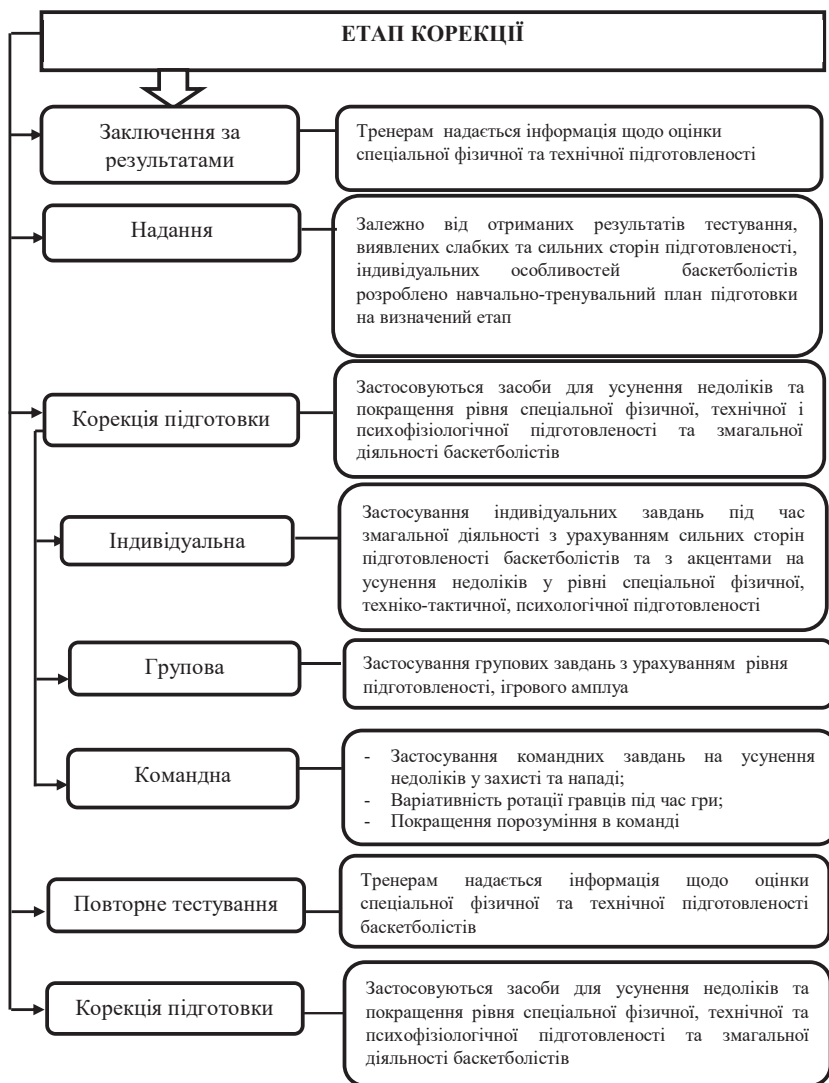 ЕТАП КОРЕКЦІЇ
Заключення за
результатами
Тренерам надається інформація щодо оцінки
спеціальної фізичної та технічної підготовленості
Надання
Залежно від отриманих результатів тестування,
виявлених слабких та сильних сторін підготовленості,
індивідуальних особливостей баскетболістів
розроблено навчально-тренувальний план підготовки
на визначений етап
Корекція підготовки
Застосовуються засоби для усунення недоліків та
покращення рівня спеціальної фізичної, технічної і
психофізіологічної підготовленості та змагальної
діяльності баскетболістів
Індивідуальна
Застосування індивідуальних завдань під час
змагальної діяльності з урахуванням сильних сторін
підготовленості баскетболістів та з акцентами на
усунення недоліків у рівні спеціальної фізичної,
техніко-тактичної, психологічної підготовленості
Групова
Застосування групових завдань з урахуванням рівня
підготовленості, ігрового амплуа
Командна
- Застосування командних завдань на усунення
недоліків у захисті та нападі;
- Варіативність ротації гравців під час гри;
- Покращення порозуміння в команді
Повторне тестування
Тренерам надається інформація щодо оцінки
спеціальної фізичної та технічної підготовленості
баскетболістів
Корекція підготовки
Застосовуються засоби для усунення недоліків та
покращення рівня спеціальної фізичної, технічної та
психофізіологічної підготовленості та змагальної
діяльності баскетболістів